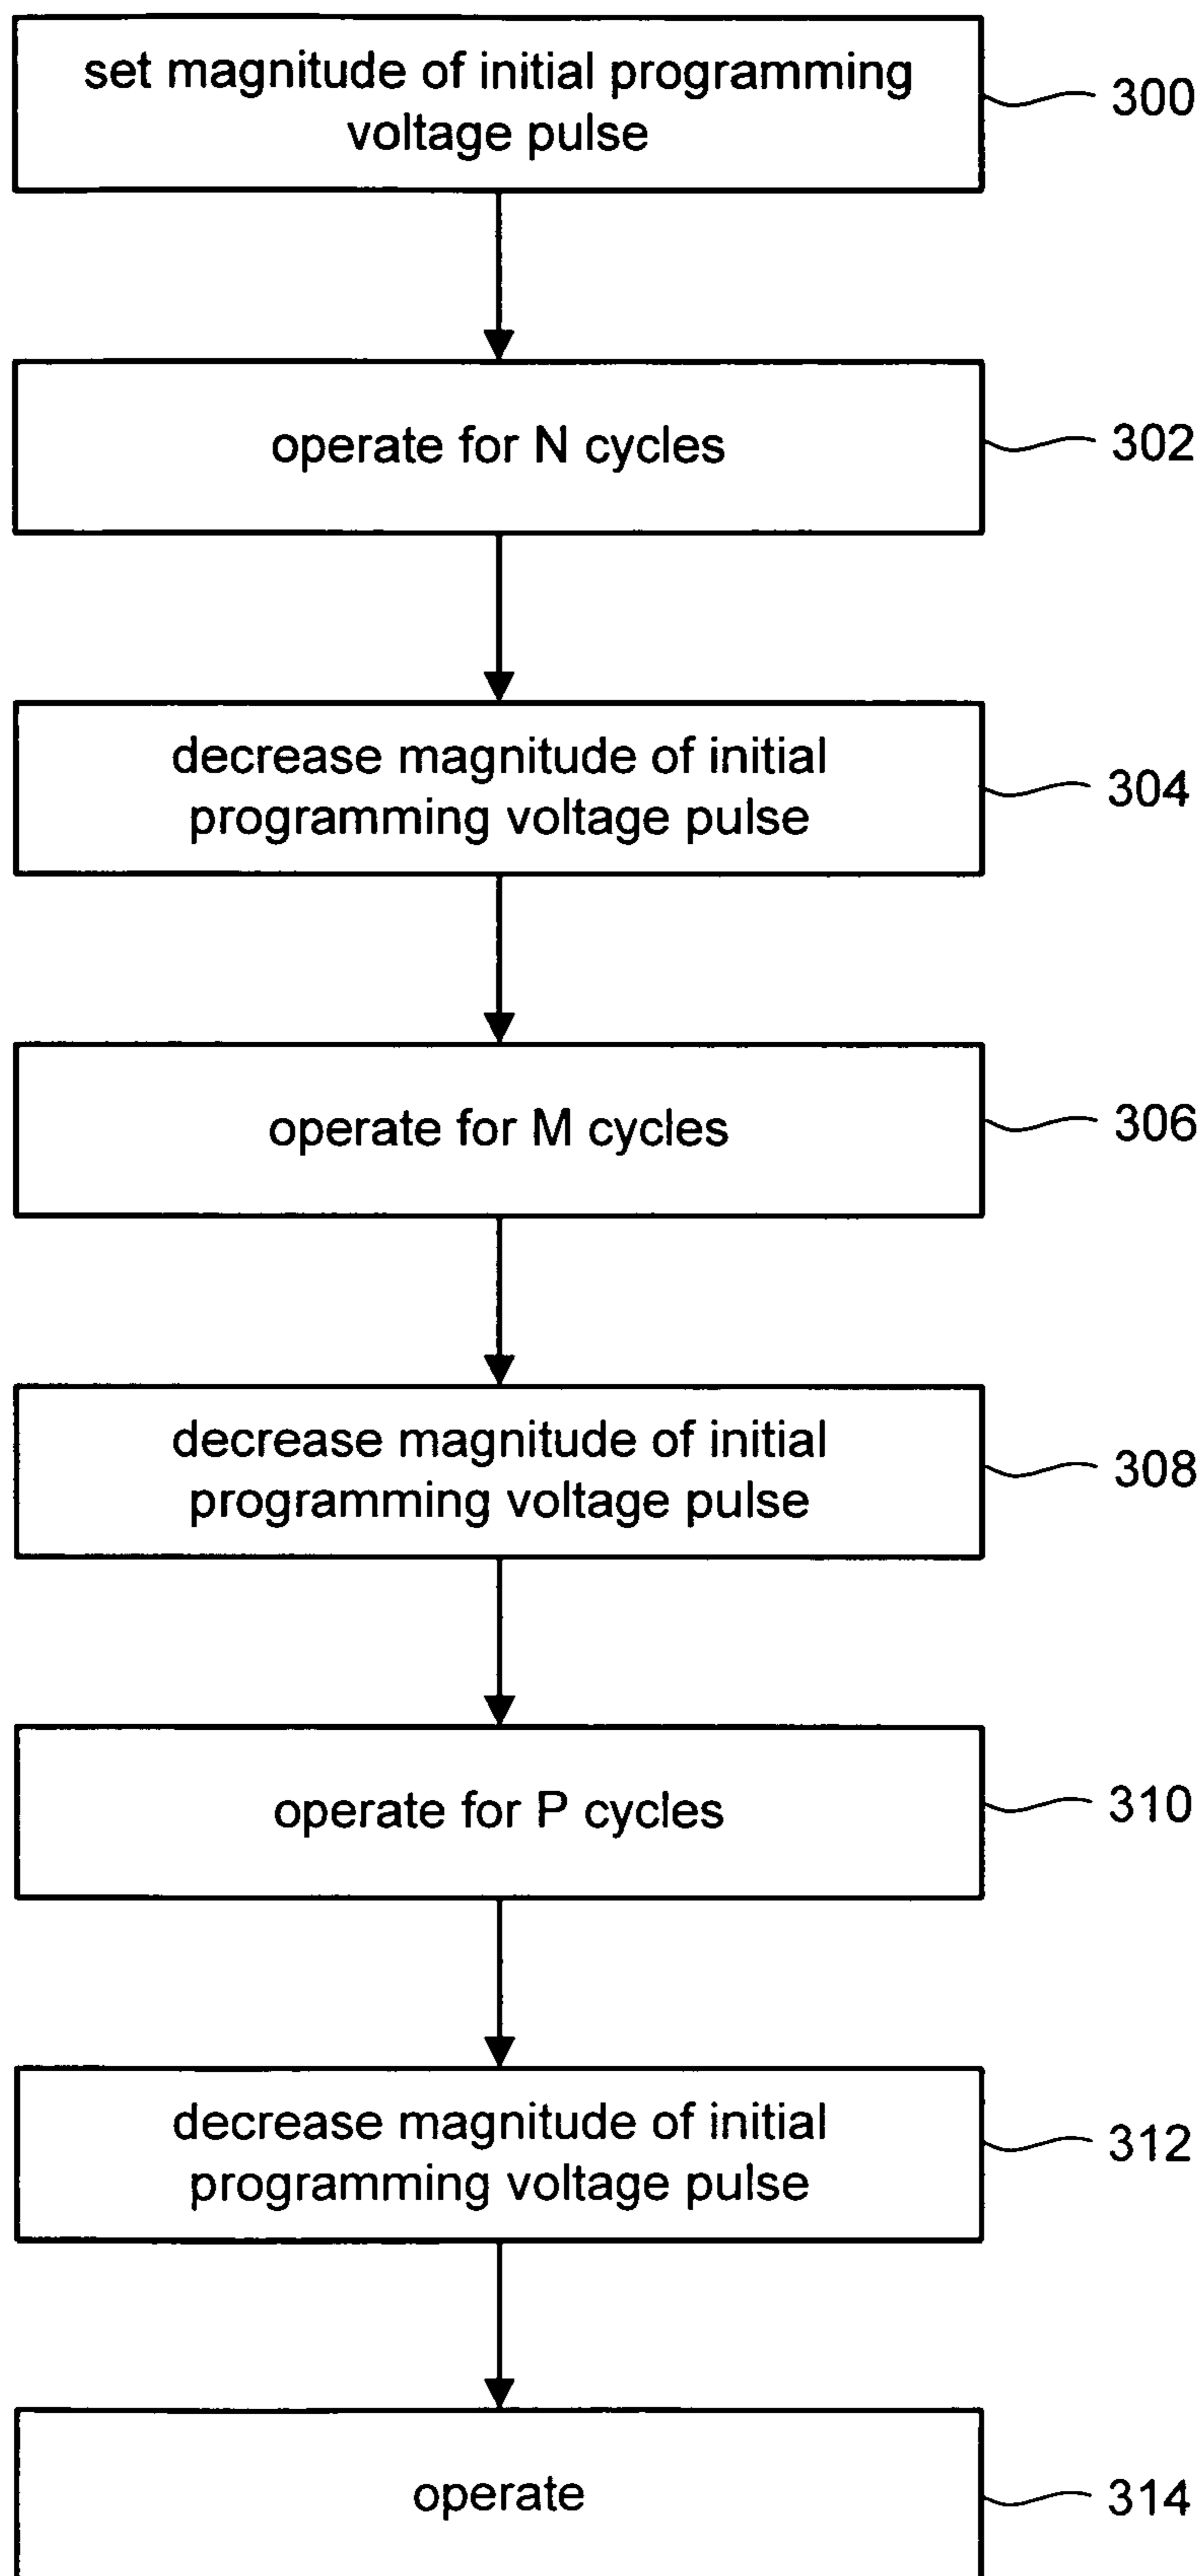 set magnitude of initial programming
voltage pulse
300
operate for N cycles
302
decrease magnitude of initial
programming voltage pulse
304
operate for M cycles
306
decrease magnitude of initial
programming voltage pulse
308
operate for P cycles
310
decrease magnitude of initial
programming voltage pulse
312
operate
314